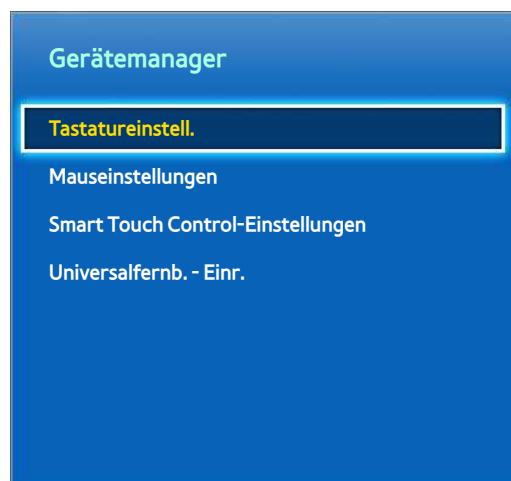 Gerätemanager
Tastatureinstell.
Mauseinstellungen
Smart Touch Control-Einstellungen
Universalfernb. - Einr.